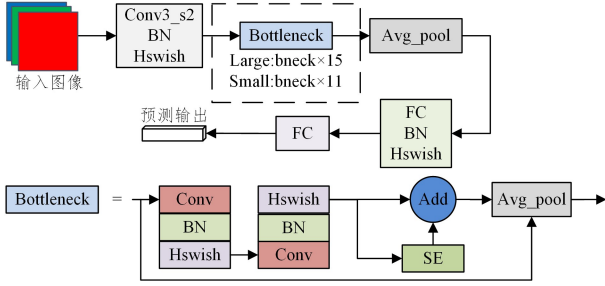 Conv3_s2
BN
Hswish
Bottleneck
Large:bneck×15
Small:bneck×11
Avg_pool
输入图像
预测输出
FC
FC
BN
Hswish
Bottleneck
=
Conv
BN
Hswish
Hswish
BN
Conv
Add
SE
Avg_pool